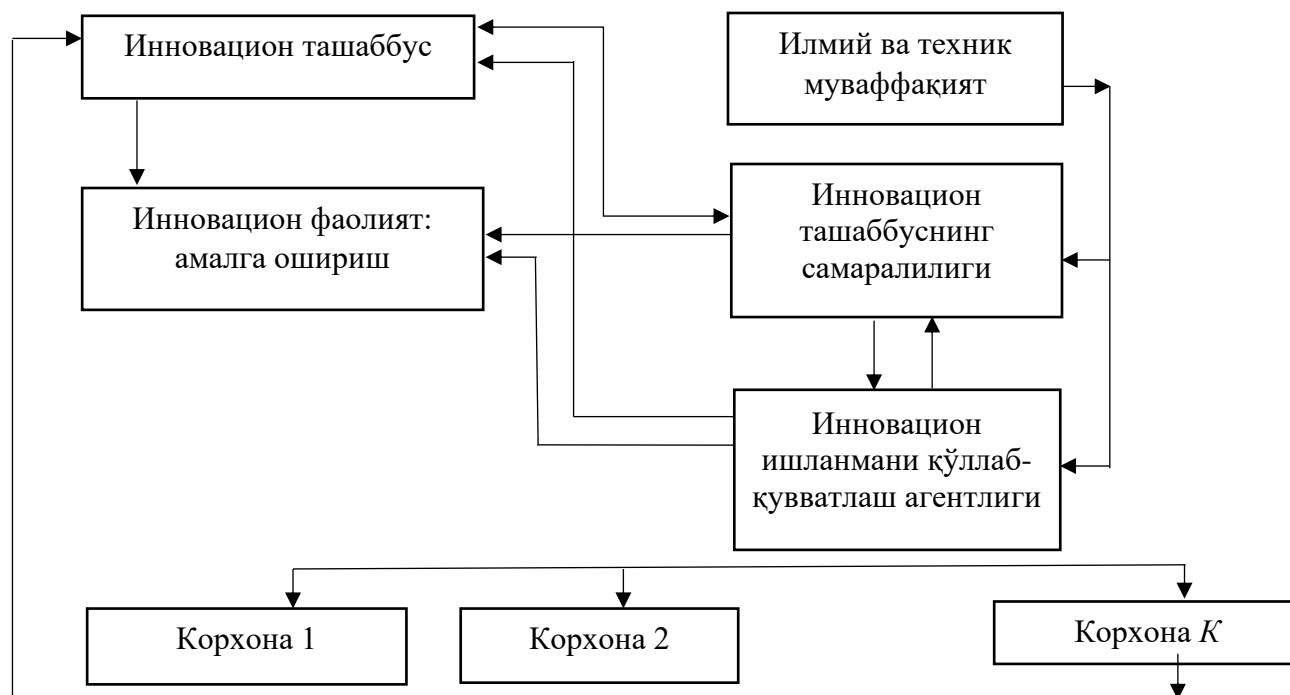 Инновацион ташаббус
Илмий ва техник
муваффақият
Инновацион фаолият:
амалга ошириш
Инновацион
ташаббуснинг
самаралилиги
Инновацион
ишланмани қўллаб-
қувватлаш агентлиги
Корхона 1
Корхона 2
Корхона К